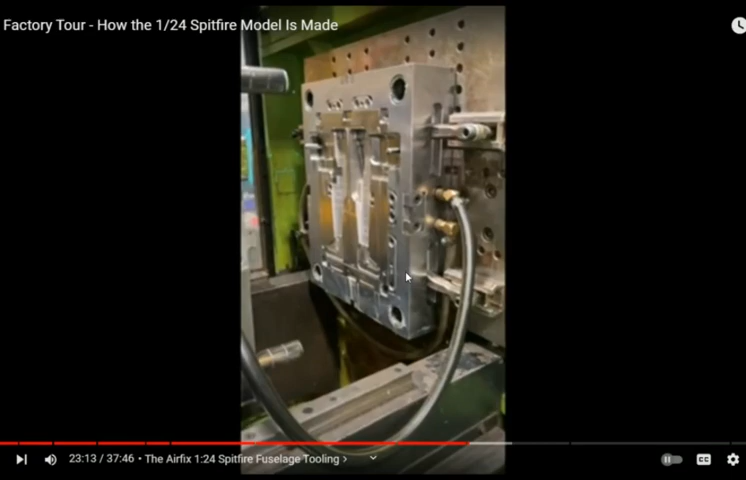 Factory Tour - How the 1/24 Spitfire Model Is Made
23:13 / 37:46 • The Airfix 1:24 Spitfire Fuselage Tooling >
CC